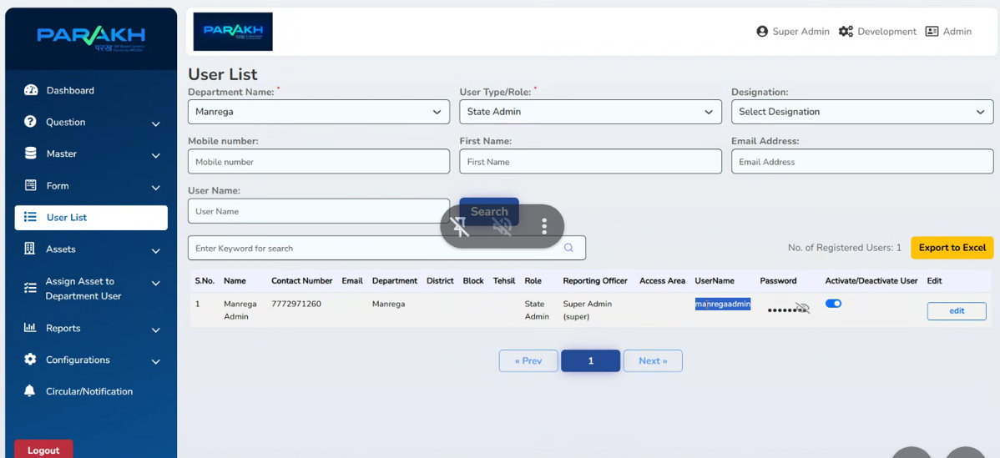 PARAKH
परख
PARAKH
परख
Super Admin
Development
Admin
Dashboard
Question
Master
Form
User List
Assets
Assign Asset to
Department User
Reports
Configurations
Circular/Notification
Logout
User List
Department Name: * User Type/Role: * Designation:
Manrega State Admin Select Designation
Mobile number: First Name: Email Address:
Mobile number First Name Email Address
User Name:
User Name Search
Enter Keyword for search No. of Registered Users: 1 Export to Excel
S.No. Name Contact Number Email Department District Block Tehsil Role Reporting Officer Access Area UserName Password Activate/Deactivate User Edit
1 Manrega 7772971260 Manrega State Super Admin manregaadmin •••••••• edit
Admin Admin (super)
« Prev 1 Next »